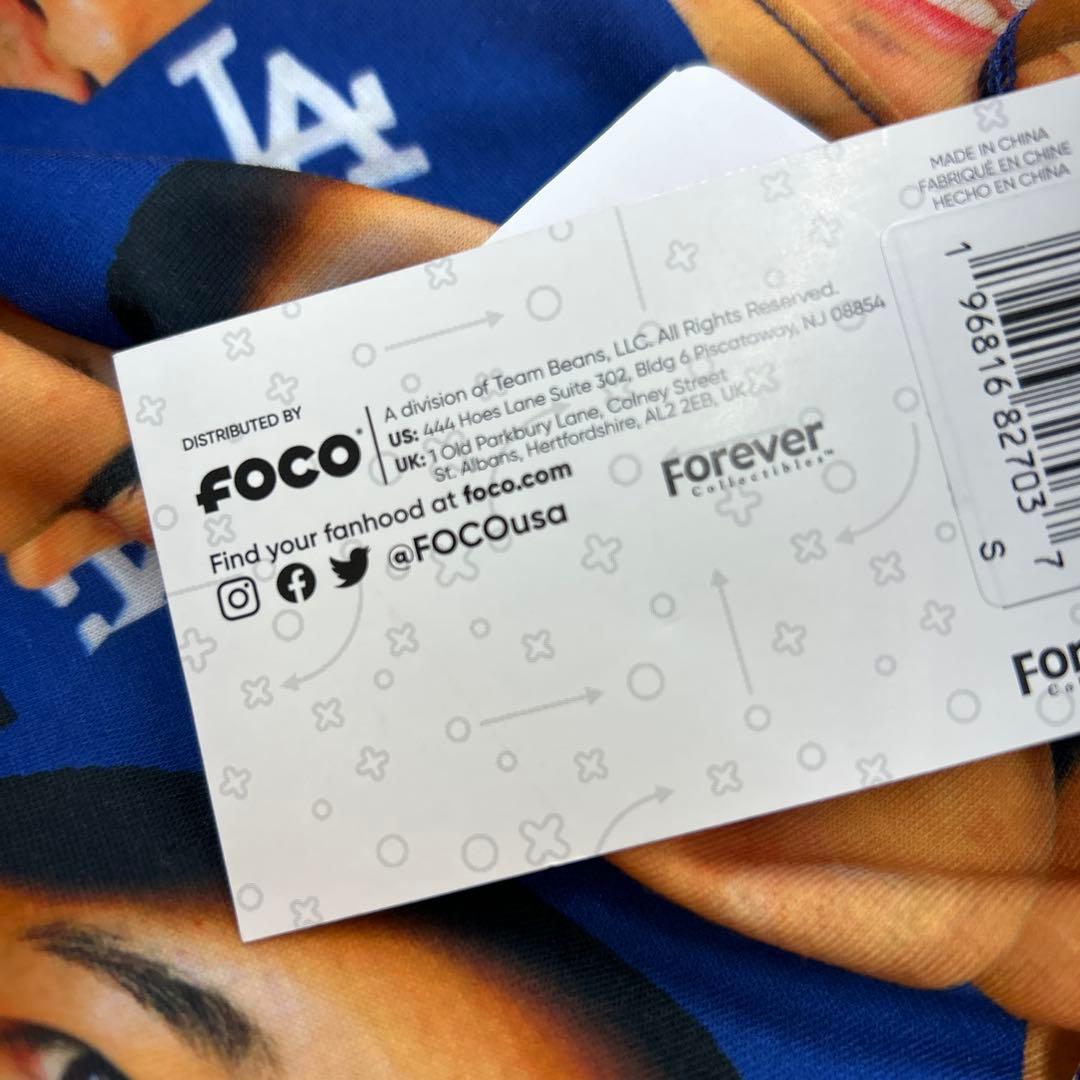 LA
MADE IN CHINA
FABRIQUÉ EN CHINE
HECHO EN CHINA
DISTRIBUTED BY
FOCO
A division of Team Beans, LLC. All Rights Reserved.
US: 444 Hoes Lane Suite 302, Bldg 6 Piscataway, NJ 08854
UK: 1 Old Parkbury Lane, Colney Street
St. Albans, Hertfordshire, AL2 2EB, UK
Find your fanhood at foco.com
@FOCOusa
Forever
Collectibles™
1 96816 82703 7
S
For
Co